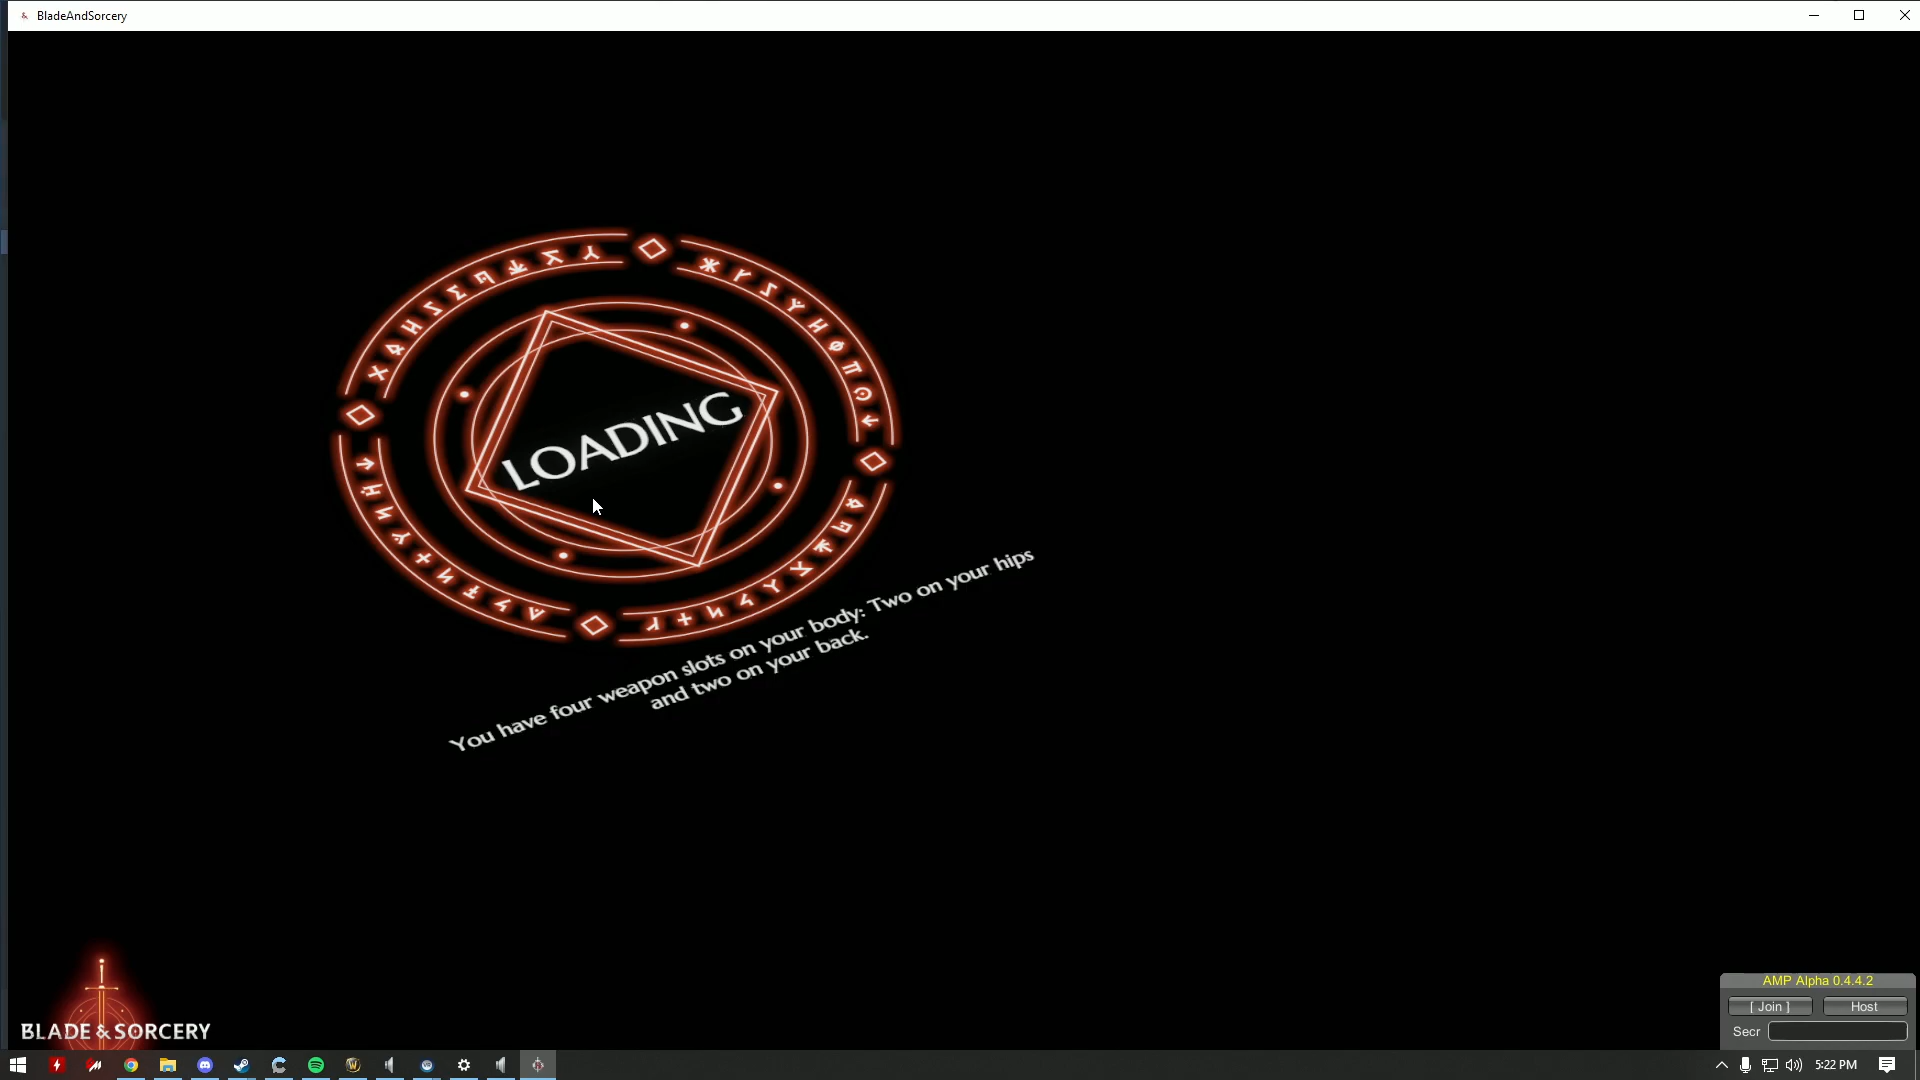 BladeAndSorcery
LOADING
You have four weapon slots on your body: Two on your hips
and two on your back.
AMP Alpha 0.4.4.2
[ Join ]
Host
Secr
BLADE & SORCERY
5:22 PM